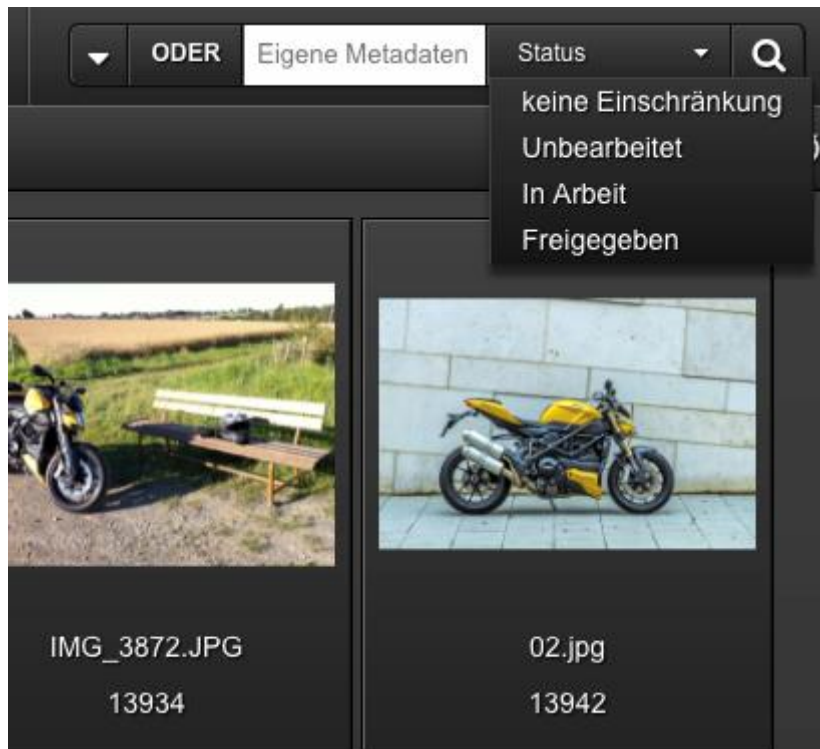 ODER Eigene Metadaten Status
keine Einschränkung
Unbearbeitet
In Arbeit
Freigegeben
IMG_3872.JPG
13934
02.jpg
13942